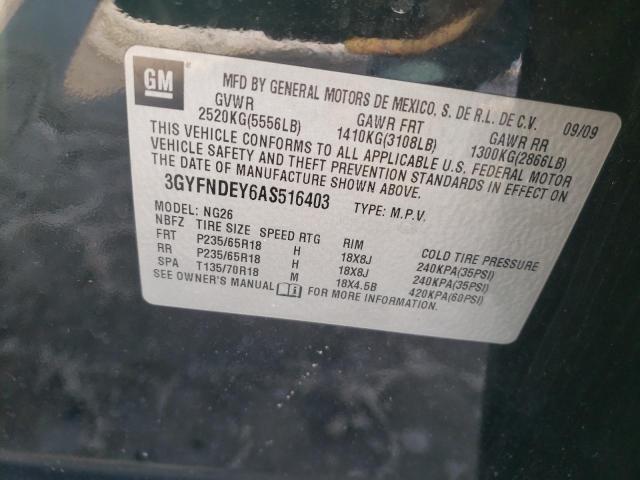 GM
MFD BY GENERAL MOTORS DE MEXICO, S. DE R.L. DE C.V. 09/09
GVWR GAWR FRT GAWR RR
2520KG(5556LB) 1410KG(3108LB) 1300KG(2866LB)
THIS VEHICLE CONFORMS TO ALL APPLICABLE U.S. FEDERAL MOTOR
VEHICLE SAFETY AND THEFT PREVENTION STANDARDS IN EFFECT ON
THE DATE OF MANUFACTURE SHOWN ABOVE.
3GYFNDEY6AS516403 TYPE: M.P.V.
MODEL: NG26
NBFZ TIRE SIZE SPEED RTG RIM COLD TIRE PRESSURE
FRT P235/65R18 H 18X8J 240KPA(35PSI)
RR P235/65R18 H 18X8J 240KPA(35PSI)
SPA T135/70R18 M 18X4.5B 420KPA(60PSI)
SEE OWNER'S MANUAL FOR MORE INFORMATION.